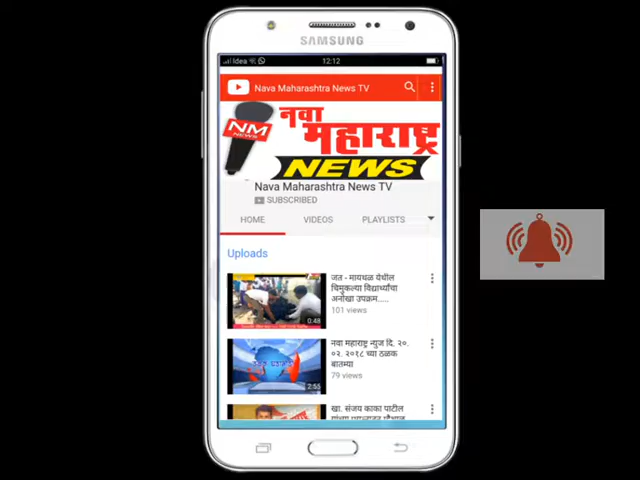 SAMSUNG
Idea 12:12
Nava Maharashtra News TV
NM
NEWS
नवा
महाराष्ट्र
NEWS
Nava Maharashtra News TV
SUBSCRIBED
HOME VIDEOS PLAYLISTS
Uploads
जत - मायथळ येथील
चिमुकल्या विद्यार्थ्यांचा
अनोखा उपक्रम.....
101 views
0:48
नवा महाराष्ट्र न्युज दि. २०.
०२. २०१८ च्या ठळक
बातम्या
79 views
2:55
खा. संजय काका पाटील